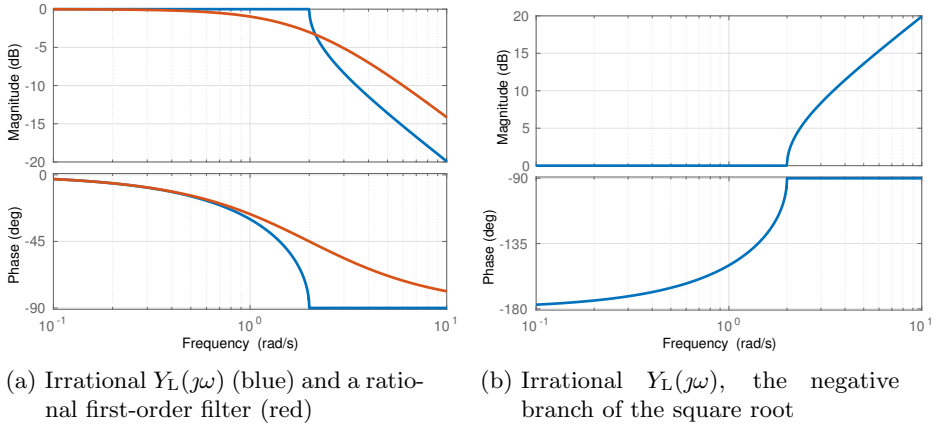 0
-5
-10
-15
-20
Magnitude (dB)
0
-45
-90
Phase (deg)
10^-1
10^0
10^1
Frequency (rad/s)
(a) Irrational Y_L(ȷω) (blue) and a ratio-
nal first-order filter (red)
20
15
10
5
0
Magnitude (dB)
-90
-135
-180
Phase (deg)
10^-1
10^0
10^1
Frequency (rad/s)
(b) Irrational Y_L(ȷω), the negative
branch of the square root